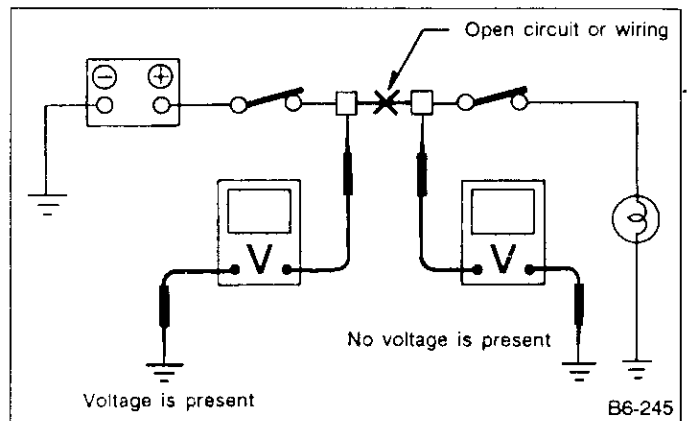 Open circuit or wiring
− +
V V
No voltage is present
Voltage is present
B6-245